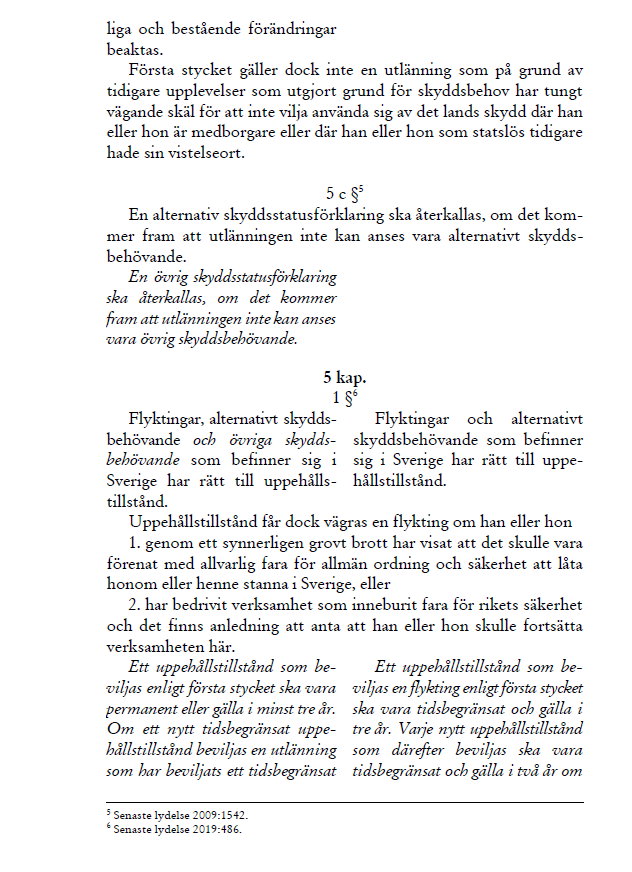 liga och bestående förändringar
beaktas.
Första stycket gäller dock inte en utlänning som på grund av
tidigare upplevelser som utgjort grund för skyddsbehov har tungt
vägande skäl för att inte vilja använda sig av det lands skydd där han
eller hon är medborgare eller där han eller hon som statslös tidigare
hade sin vistelseort.
5 c §5
En alternativ skyddsstatusförklaring ska återkallas, om det kom-
mer fram att utlänningen inte kan anses vara alternativt skydds-
behövande.
En övrig skyddsstatusförklaring
ska återkallas, om det kommer
fram att utlänningen inte kan anses
vara övrig skyddsbehövande.
5 kap.
1 §6
Flyktingar, alternativt skydds-
behövande och övriga skydds-
behövande som befinner sig i
Sverige har rätt till uppehålls-
tillstånd.
Flyktingar och alternativt
skyddsbehövande som befinner
sig i Sverige har rätt till uppe-
hållstillstånd.
Uppehållstillstånd får dock vägras en flykting om han eller hon
1. genom ett synnerligen grovt brott har visat att det skulle vara
förenat med allvarlig fara för allmän ordning och säkerhet att låta
honom eller henne stanna i Sverige, eller
2. har bedrivit verksamhet som inneburit fara för rikets säkerhet
och det finns anledning att anta att han eller hon skulle fortsätta
verksamheten här.
Ett uppehållstillstånd som be-
viljas enligt första stycket ska vara
permanent eller gälla i minst tre år.
Om ett nytt tidsbegränsat uppe-
hållstillstånd beviljas en utlänning
som har beviljats ett tidsbegränsat
Ett uppehållstillstånd som be-
viljas en flykting enligt första stycket
ska vara tidsbegränsat och gälla i
tre år. Varje nytt uppehållstillstånd
som därefter beviljas ska vara
tidsbegränsat och gälla i två år om
5 Senaste lydelse 2009:1542.
6 Senaste lydelse 2019:486.